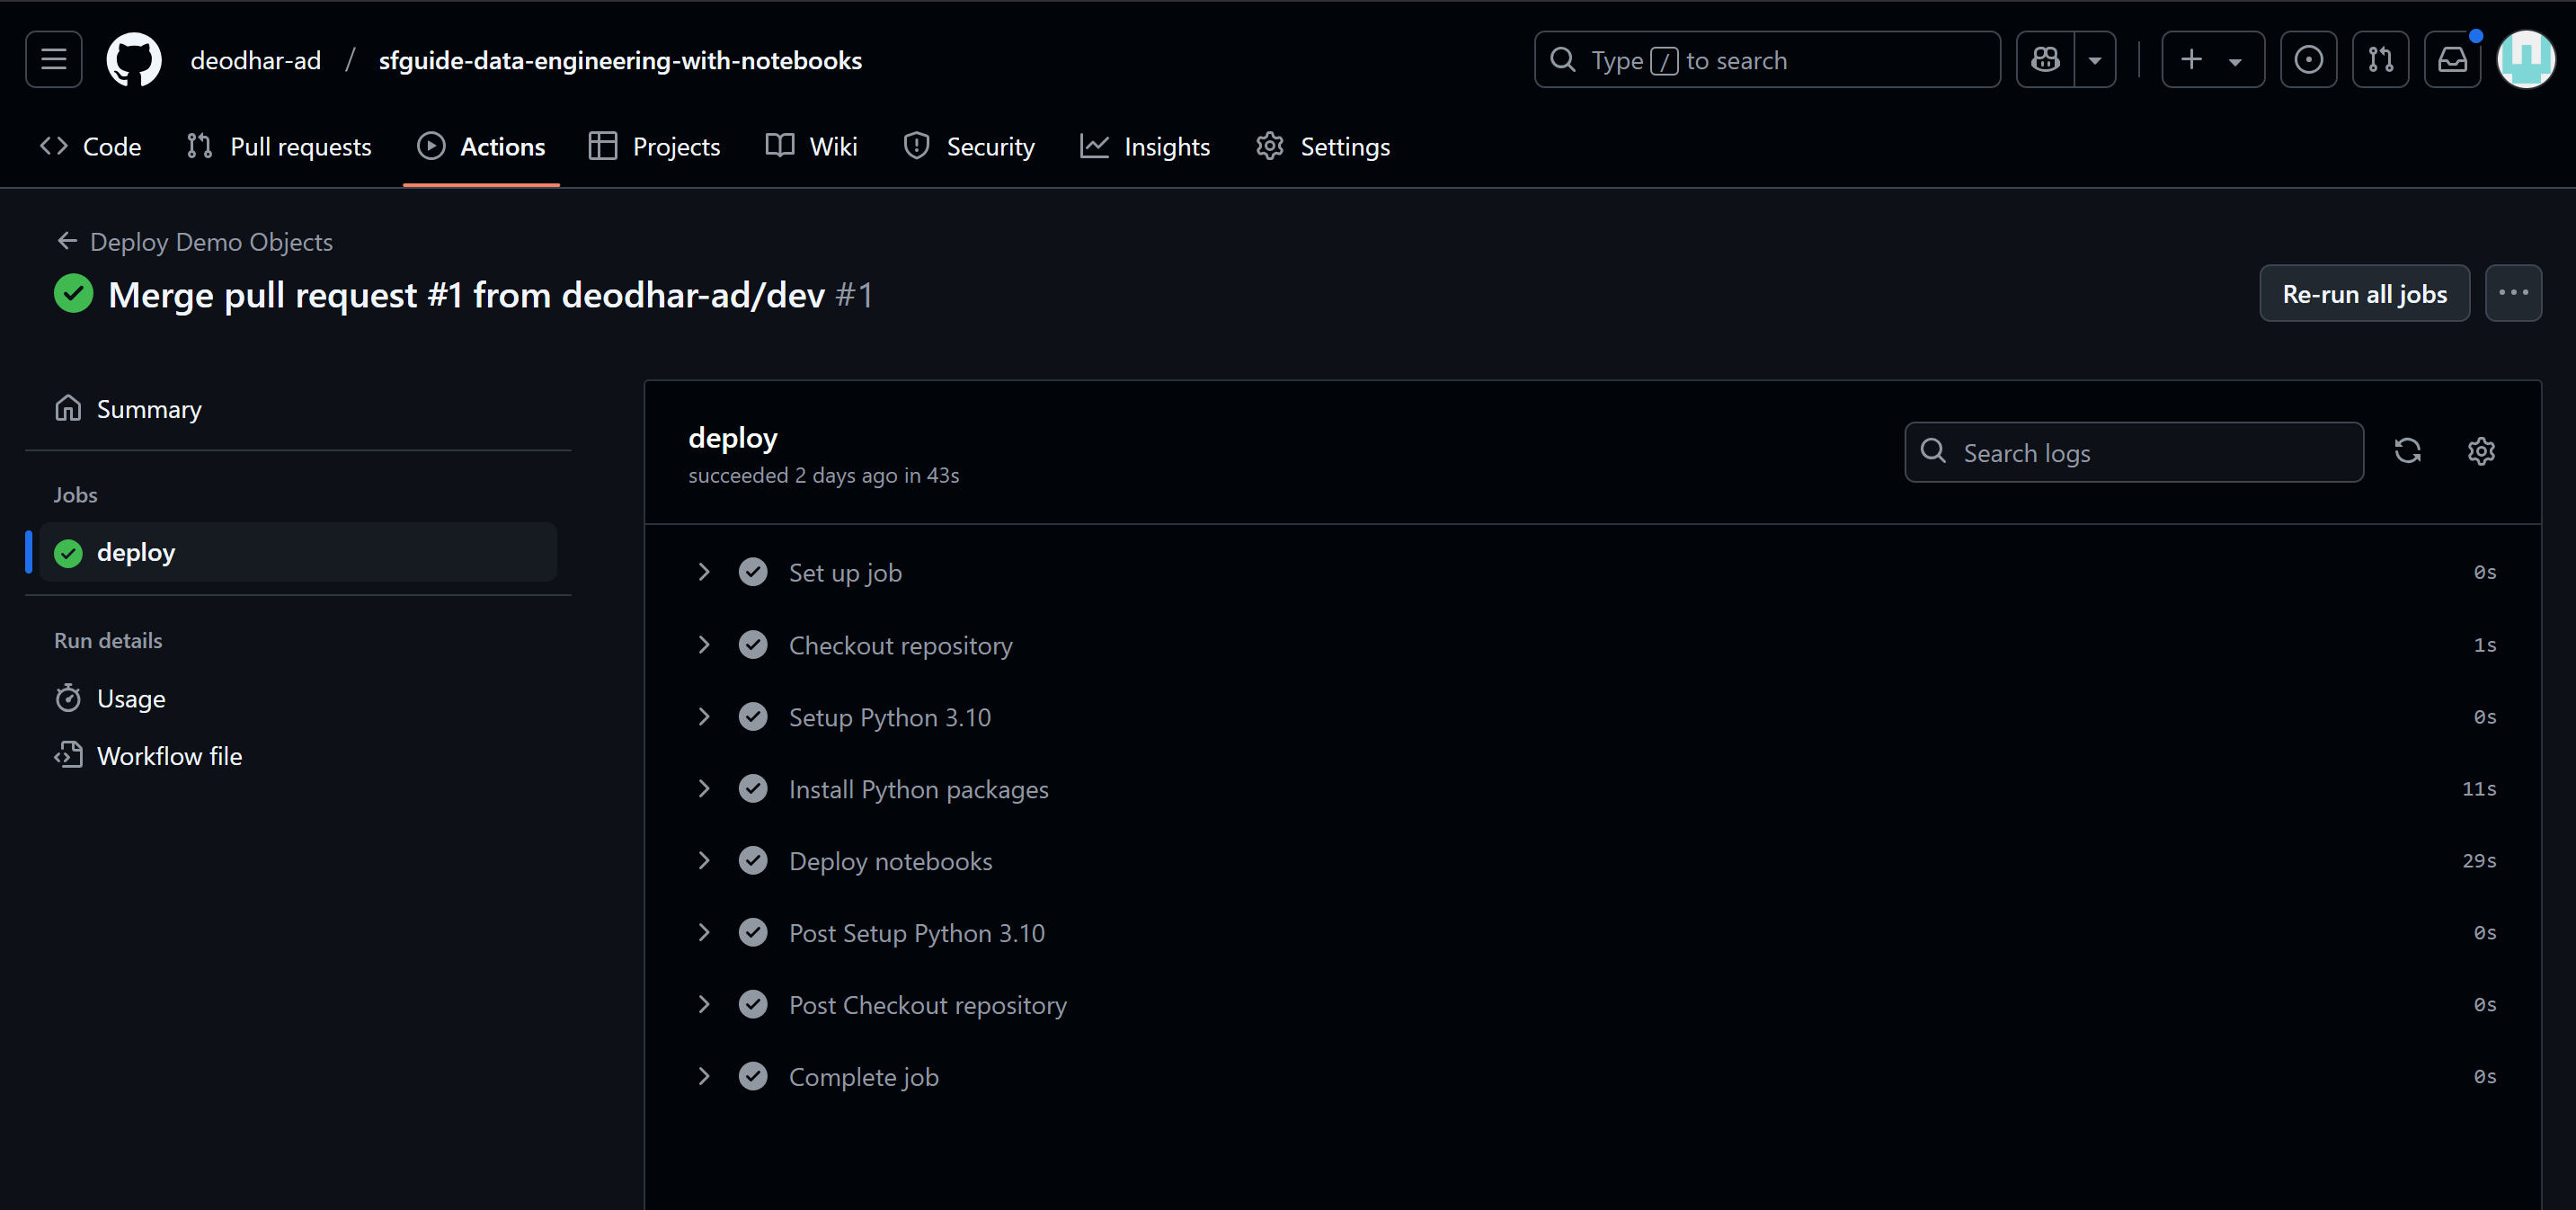 deodhar-ad / sfguide-data-engineering-with-notebooks
Type / to search
Code
Pull requests
Actions
Projects
Wiki
Security
Insights
Settings
Deploy Demo Objects
Merge pull request #1 from deodhar-ad/dev #1
Re-run all jobs
Summary
Jobs
deploy
Run details
Usage
Workflow file
deploy
succeeded 2 days ago in 43s
Search logs
Set up job 0s
Checkout repository 1s
Setup Python 3.10 0s
Install Python packages 11s
Deploy notebooks 29s
Post Setup Python 3.10 0s
Post Checkout repository 0s
Complete job 0s